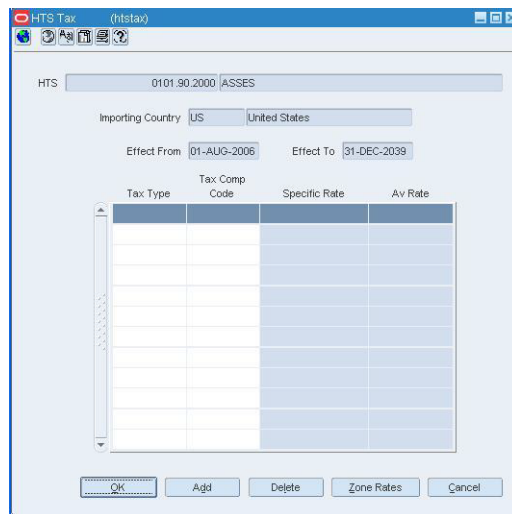 HTS Tax (htstax)
HTS 0101.90.2000 ASSES
Importing Country US United States
Effect From 01-AUG-2006 Effect To 31-DEC-2039
Tax Comp
Tax Type Code Specific Rate Av Rate
OK Add Delete Zone Rates Cancel